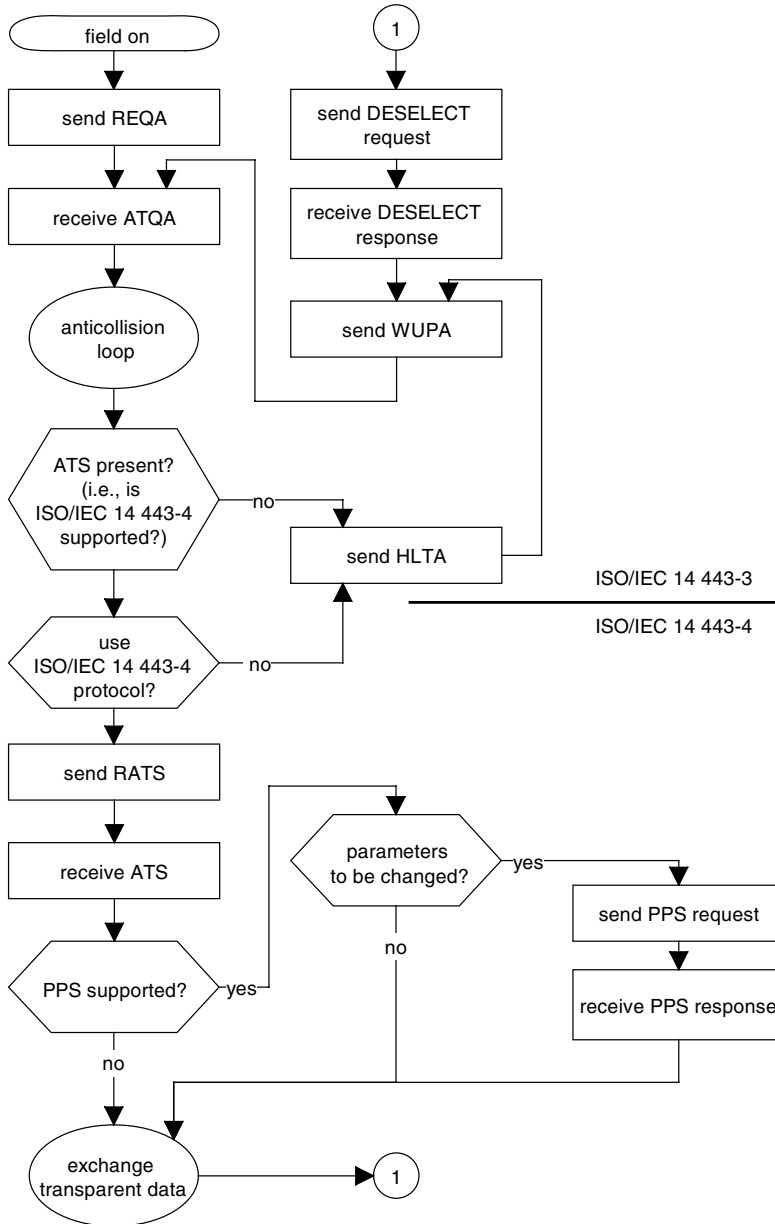 field on
send REQA
receive ATQA
anticollision
loop
ATS present?
(i.e., is
ISO/IEC 14 443-4
supported?)
no
use
ISO/IEC 14 443-4
protocol?
no
send RATS
receive ATS
PPS supported?
yes
no
exchange
transparent data
1
1
send DESELECT
request
receive DESELECT
response
send WUPA
send HLTA
ISO/IEC 14 443-3
ISO/IEC 14 443-4
parameters
to be changed?
yes
no
send PPS request
receive PPS response